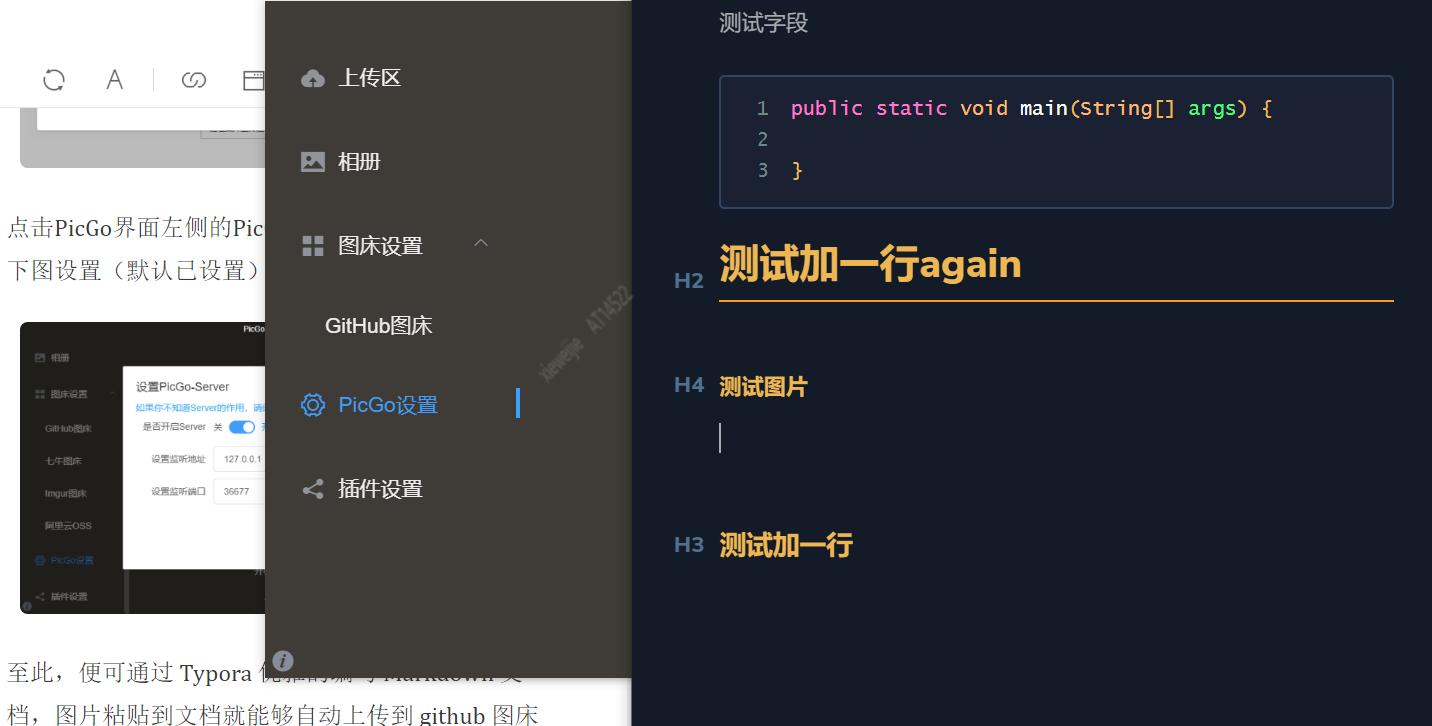 点击PicGo界面左侧的Pic
下图设置（默认已设置）
PicGo
相册
图床设置
GitHub图床
七牛图床
Imgur图床
阿里云OSS
PicGo设置
插件设置
设置PicGo-Server
如果你不知道Server的作用，请
是否开启Server 关
设置监听地址 127.0.0.1
设置监听端口 36677
至此，便可通过 Typora
档，图片粘贴到文档就能够自动上传到 github 图床
上传区
相册
图床设置
GitHub图床
PicGo设置
插件设置
xieweijie AT14522
测试字段
1 public static void main(String[] args) {
2
3 }
H2 测试加一行again
H4 测试图片
H3 测试加一行